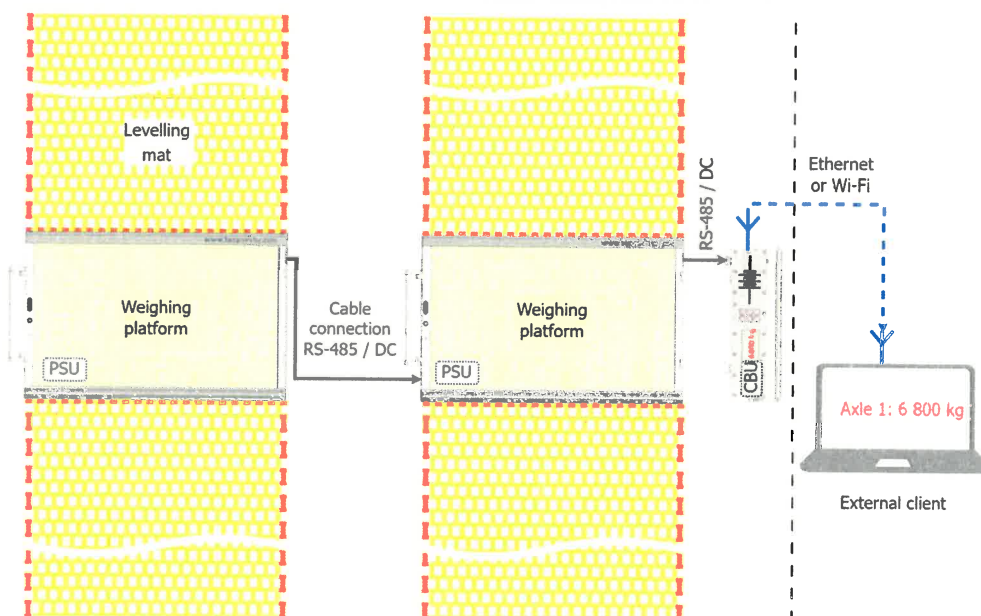 Levelling
mat
Ethernet
or Wi-Fi
RS-485 / DC
Weighing
platform
PSU
Cable
connection
RS-485 / DC
Weighing
platform
PSU
CBU
Axle 1: 6 800 kg
External client